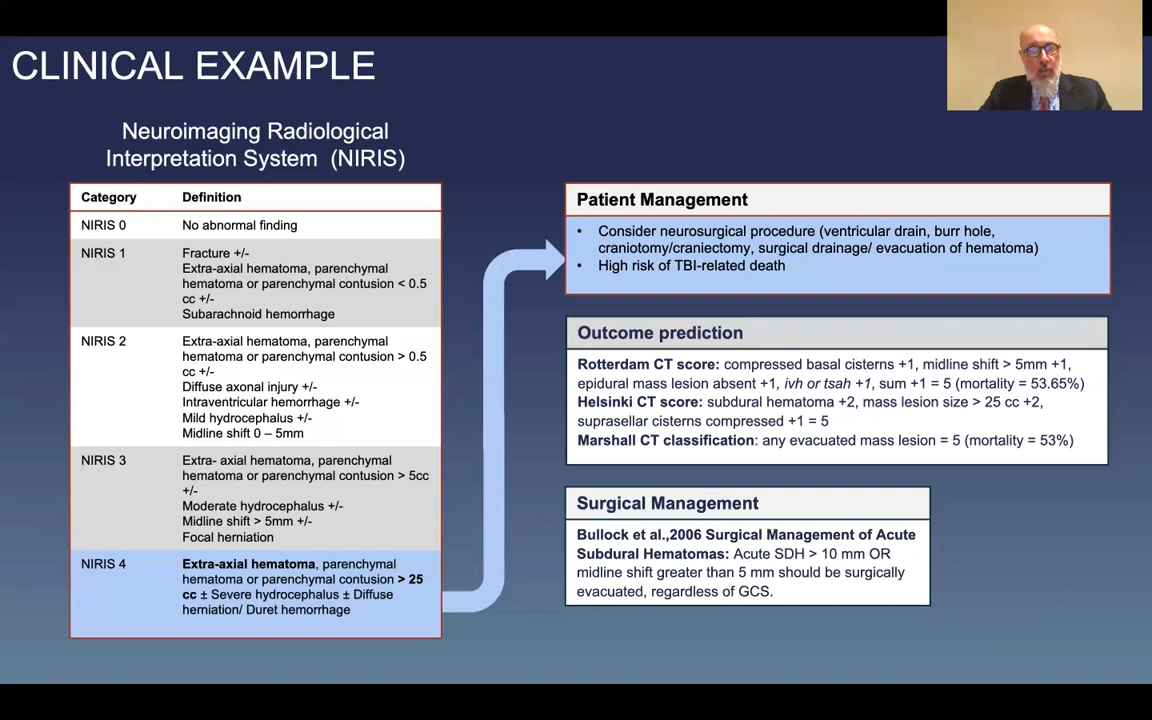 CLINICAL EXAMPLE
Neuroimaging Radiological
Interpretation System (NIRIS)
Category Definition
NIRIS 0 No abnormal finding
NIRIS 1 Fracture +/-
Extra-axial hematoma, parenchymal
hematoma or parenchymal contusion < 0.5
cc +/-
Subarachnoid hemorrhage
NIRIS 2 Extra-axial hematoma, parenchymal
hematoma or parenchymal contusion > 0.5
cc +/-
Diffuse axonal injury +/-
Intraventricular hemorrhage +/-
Mild hydrocephalus +/-
Midline shift 0 – 5mm
NIRIS 3 Extra- axial hematoma, parenchymal
hematoma or parenchymal contusion > 5cc
+/-
Moderate hydrocephalus +/-
Midline shift > 5mm +/-
Focal herniation
NIRIS 4 Extra-axial hematoma, parenchymal
hematoma or parenchymal contusion > 25
cc ± Severe hydrocephalus ± Diffuse
herniation/ Duret hemorrhage
Patient Management
• Consider neurosurgical procedure (ventricular drain, burr hole,
craniotomy/craniectomy, surgical drainage/ evacuation of hematoma)
• High risk of TBI-related death
Outcome prediction
Rotterdam CT score: compressed basal cisterns +1, midline shift > 5mm +1,
epidural mass lesion absent +1, ivh or tsah +1, sum +1 = 5 (mortality = 53.65%)
Helsinki CT score: subdural hematoma +2, mass lesion size > 25 cc +2,
suprasellar cisterns compressed +1 = 5
Marshall CT classification: any evacuated mass lesion = 5 (mortality = 53%)
Surgical Management
Bullock et al.,2006 Surgical Management of Acute
Subdural Hematomas: Acute SDH > 10 mm OR
midline shift greater than 5 mm should be surgically
evacuated, regardless of GCS.